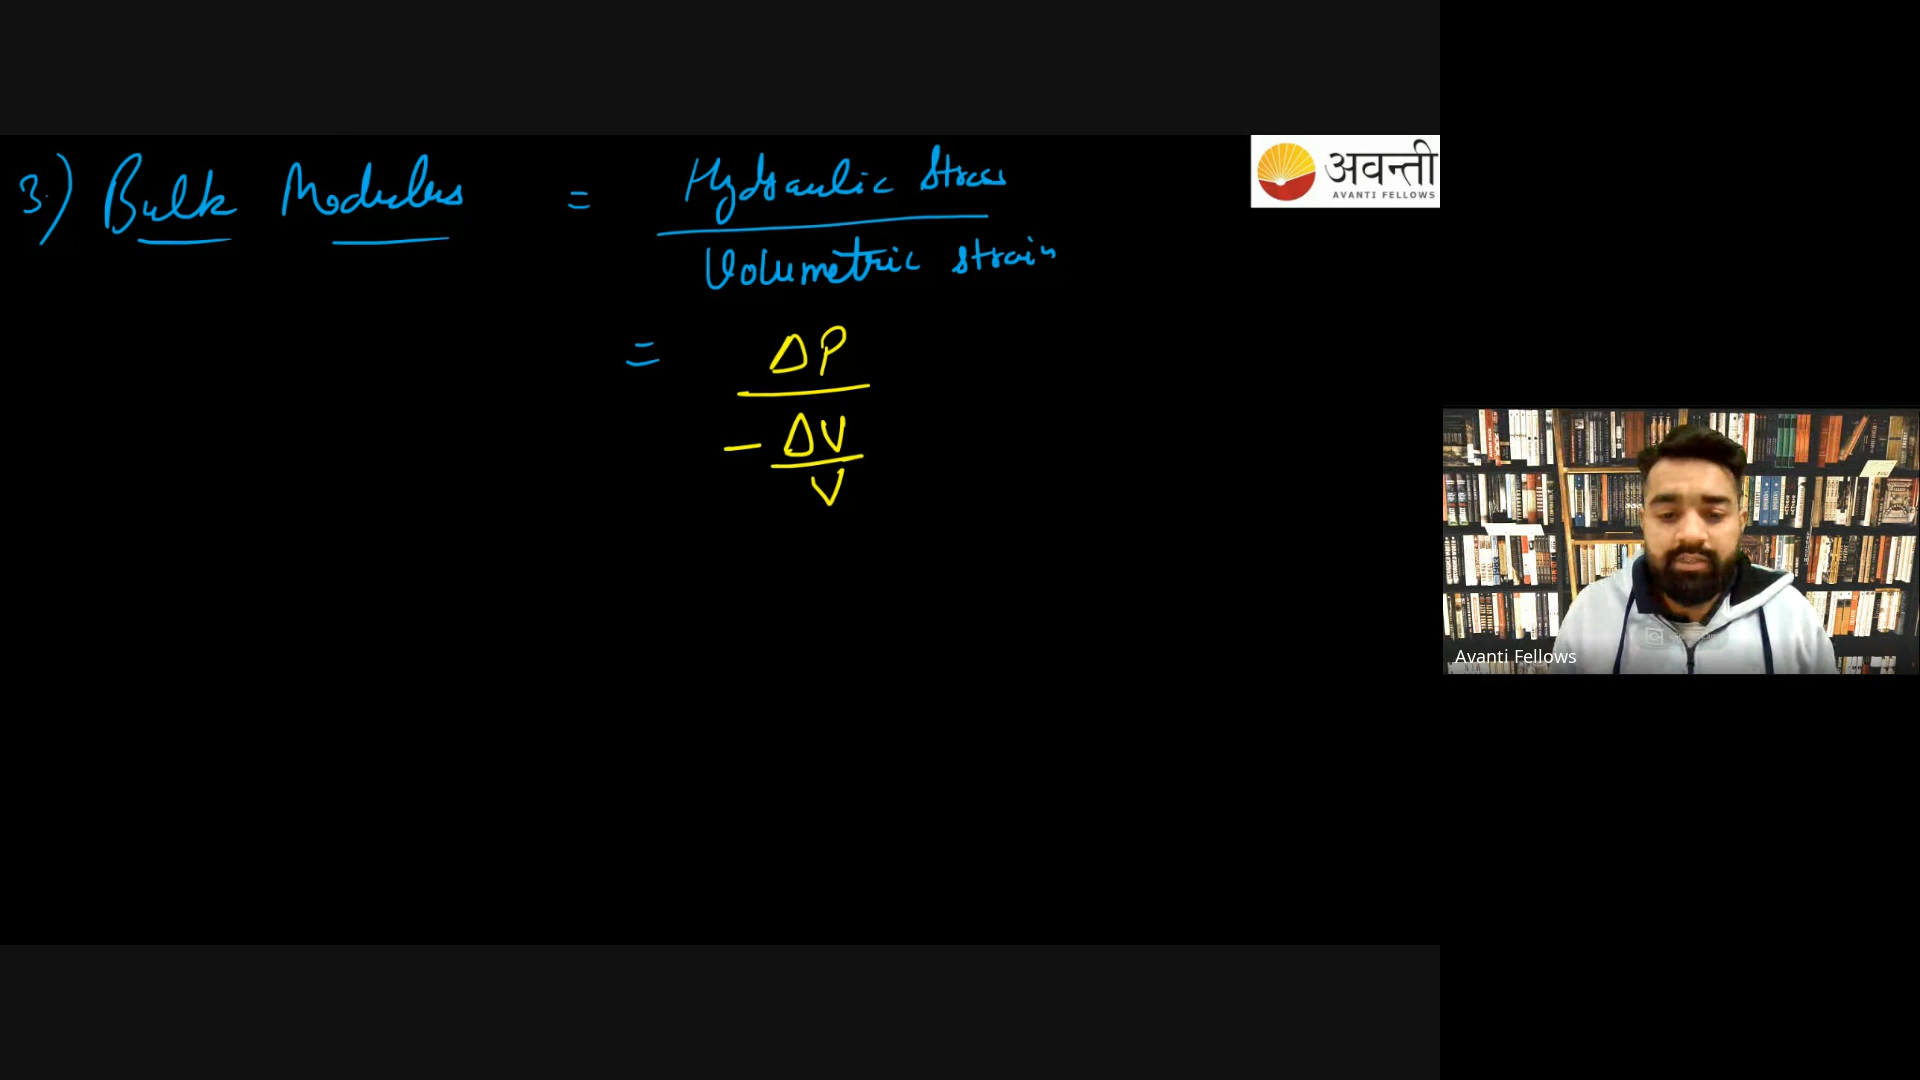 3.) Bulk Modulus = Hydraulic Stress
Volumetric strain
= ΔP
- ΔV
V
अवन्ती
AVANTI FELLOWS
Avanti Fellows